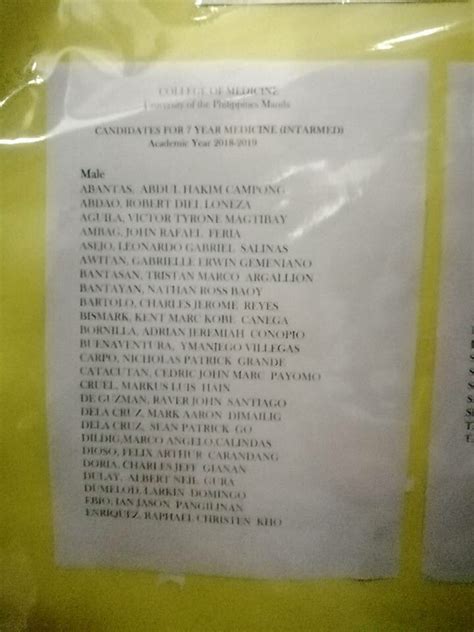 COLLEGE OF MEDICINE
University of the Philippines Manila
CANDIDATES FOR 7 YEAR MEDICINE (INTARMED)
Academic Year 2018-2019
Male
ABANTAS, ABDUL HAKIM CAMPONG
ABDAO, ROBERT DIEL LONEZA
AGUILA, VICTOR TYRONE MAGTIBAY
AMBAG, JOHN RAFAEL FERIA
ASEJO, LEONARDO GABRIEL SALINAS
AWITAN, GABRIELLE ERWIN GEMENIANO
BANTASAN, TRISTAN MARCO ARGALLION
BANTAYAN, NATHAN ROSS BAOY
BARTOLO, CHARLES JEROME REYES
BISMARK, KENT MARC KOBE CANEGA
BORNILLA, ADRIAN JEREMIAH CONOPIO
BUENAVENTURA, YMANJEGO VILLEGAS
CARPO, NICHOLAS PATRICK GRANDE
CATACUTAN, CEDRIC JOHN MARC PAYOMO
CRUEL, MARKUS LUIS HAIN
DE GUZMAN, RAVER JOHN SANTIAGO
DELA CRUZ, MARK AARON DIMAILIG
DELA CRUZ, SEAN PATRICK GO
DILDIG,MARCO ANGELO,CALINDAS
DIOSO, FELIX ARTHUR CARANDANG
DORIA, CHARLES JEFF GIANAN
DULAY, ALBERT NEIL GURA
DUMELOD, LARKIN DOMINGO
EBIO, IAN JASON PANGILINAN
ENRIQUEZ, RAPHAEL CHRISTEN KHO